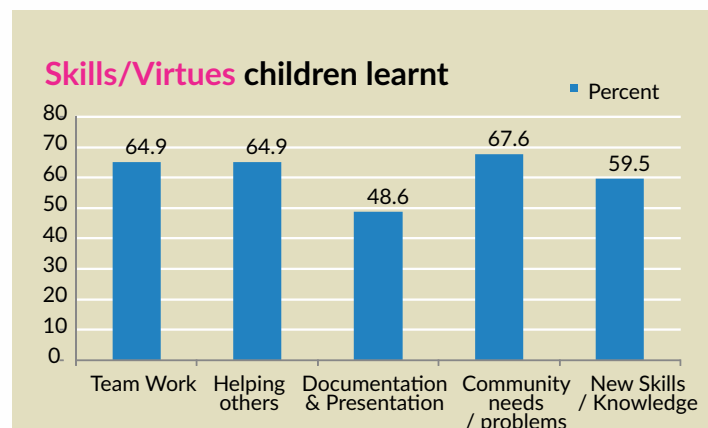 Skills/Virtues children learnt
Percent
80
70
60
50
40
30
20
10
0
64.9
64.9
48.6
67.6
59.5
Team Work
Helping
others
Documentation
& Presentation
Community
needs
/ problems
New Skills
/ Knowledge